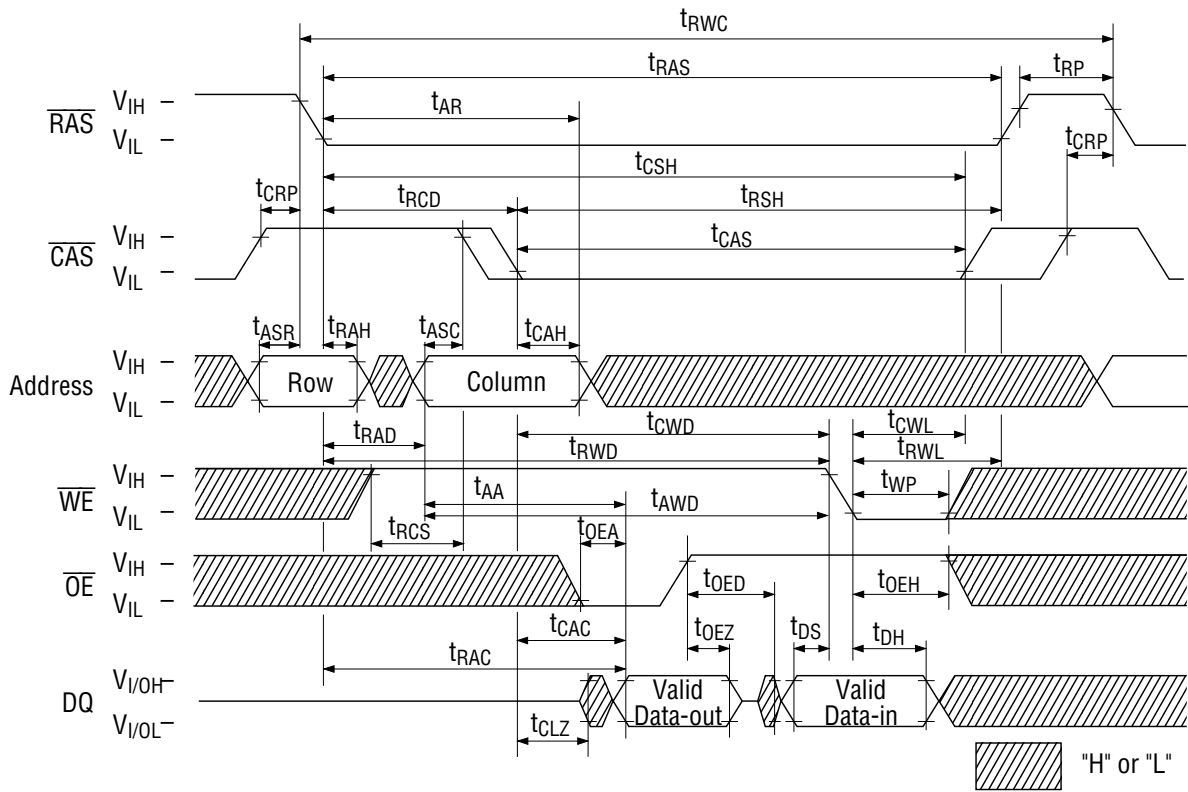 tRWC
tRAS
tRP
tAR
RAS
VIH
VIL
tCRP
tCSH
tCRP
tRCD
tRSH
CAS
VIH
VIL
tCAS
tASR
tRAH
tASC
tCAH
Address
VIH
VIL
Row
Column
tCWD
tCWL
tRAD
tRWD
tRWL
WE
VIH
VIL
tWP
tAA
tAWD
tRCS
tOEA
OE
VIH
VIL
tOED
tOEH
tCAC
tOEZ
tDS
tDH
tRAC
DQ
VI/OH
VI/OL
Valid
Data-out
Valid
Data-in
tCLZ
"H" or "L"